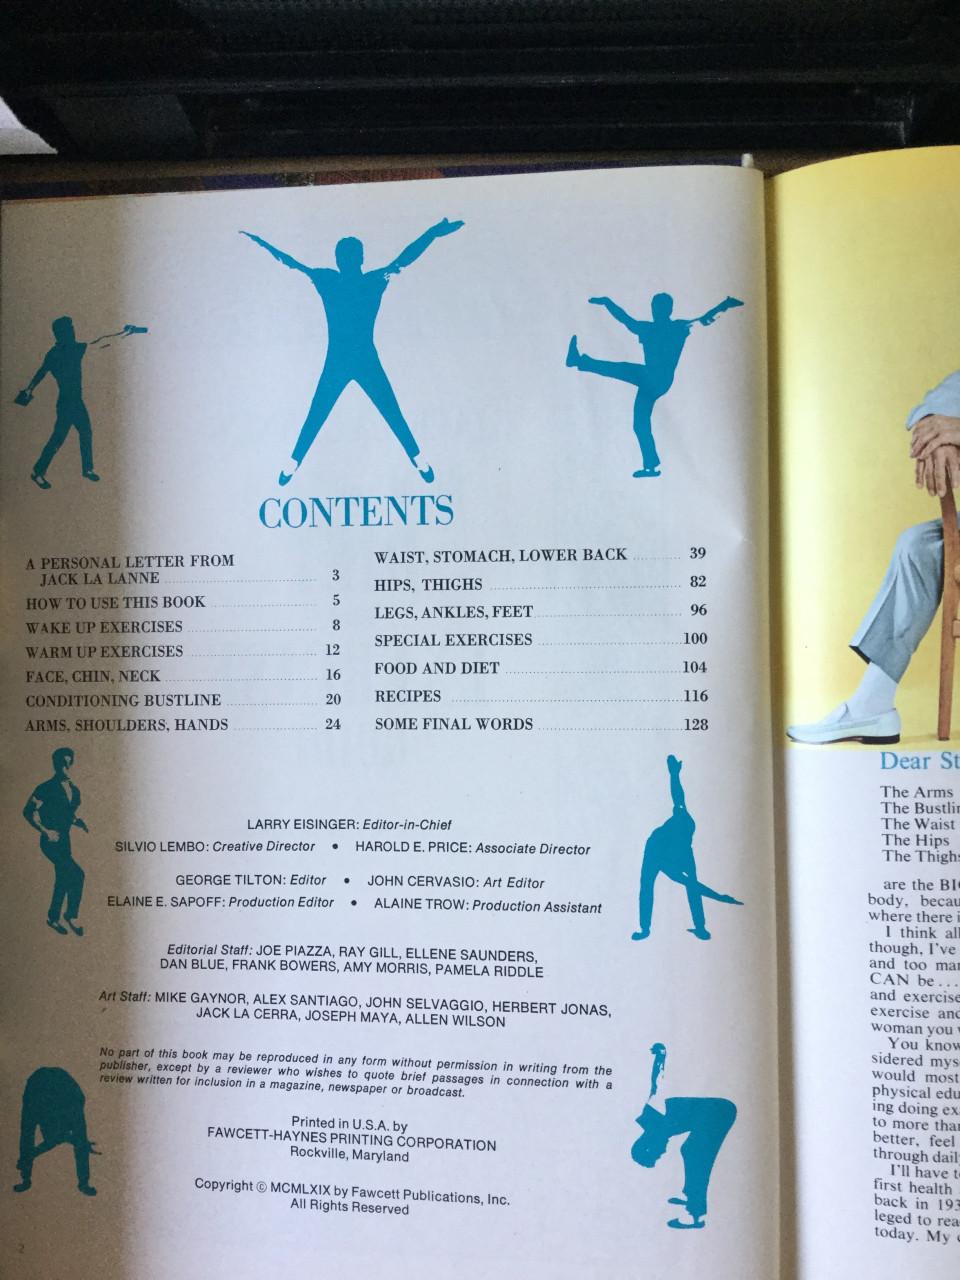 CONTENTS
A PERSONAL LETTER FROM
JACK LA LANNE 3
HOW TO USE THIS BOOK 5
WAKE UP EXERCISES 8
WARM UP EXERCISES 12
FACE, CHIN, NECK 16
CONDITIONING BUSTLINE 20
ARMS, SHOULDERS, HANDS 24
WAIST, STOMACH, LOWER BACK 39
HIPS, THIGHS 82
LEGS, ANKLES, FEET 96
SPECIAL EXERCISES 100
FOOD AND DIET 104
RECIPES 116
SOME FINAL WORDS 128
LARRY EISINGER: Editor-in-Chief
SILVIO LEMBO: Creative Director • HAROLD E. PRICE: Associate Director
GEORGE TILTON: Editor • JOHN CERVASIO: Art Editor
ELAINE E. SAPOFF: Production Editor • ALAINE TROW: Production Assistant
Editorial Staff: JOE PIAZZA, RAY GILL, ELLENE SAUNDERS,
DAN BLUE, FRANK BOWERS, AMY MORRIS, PAMELA RIDDLE
Art Staff: MIKE GAYNOR, ALEX SANTIAGO, JOHN SELVAGGIO, HERBERT JONAS,
JACK LA CERRA, JOSEPH MAYA, ALLEN WILSON
No part of this book may be reproduced in any form without permission in writing from the
publisher, except by a reviewer who wishes to quote brief passages in connection with a
review written for inclusion in a magazine, newspaper or broadcast.
Printed in U.S.A. by
FAWCETT-HAYNES PRINTING CORPORATION
Rockville, Maryland
Copyright © MCMLXIX by Fawcett Publications, Inc.
All Rights Reserved
2
Dear St
The Arms
The Bustlin
The Waist
The Hips
The Thighs
are the BI
body, becau
where there i
I think all
though, I've
and too man
CAN be...
and exercise
exercise and
woman you
You know
sidered mys
would most
physical edu
ing doing ex
to more than
better, feel
through dail
I'll have to
first health
back in 193
leged to rea
today. My